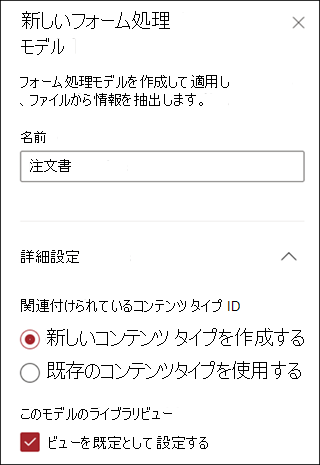 新しいフォーム処理
モデル
フォーム処理モデルを作成して適用し
、ファイルから情報を抽出します。
名前
注文書
詳細設定
関連付けられているコンテンツ タイプ ID
新しいコンテンツ タイプを作成する
既存のコンテンツタイプを使用する
このモデルのライブラリビュー
ビューを既定として設定する